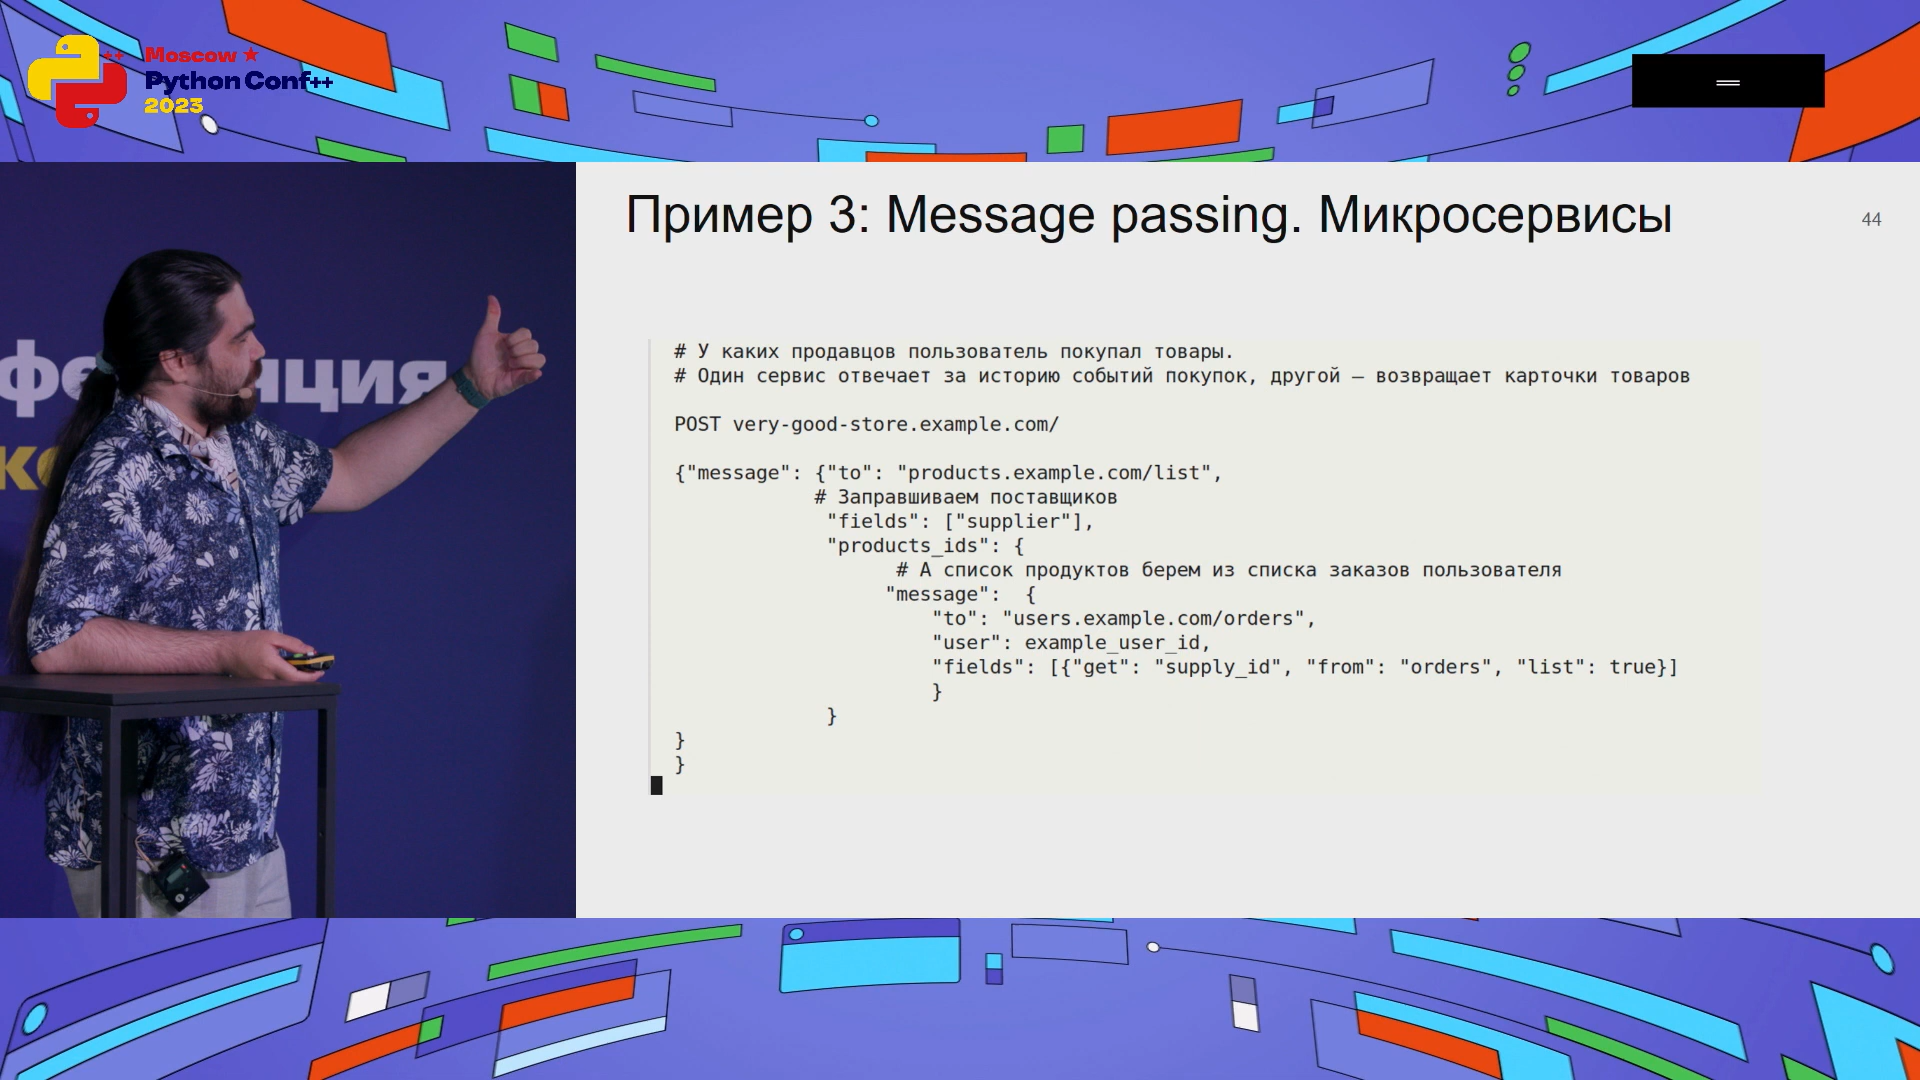 Moscow ★
Python Conf++
2023
Пример 3: Message passing. Микросервисы
44
# У каких продавцов пользователь покупал товары.
# Один сервис отвечает за историю событий покупок, другой — возвращает карточки товаров
POST very-good-store.example.com/
{"message": {"to": "products.example.com/list",
# Заправшиваем поставщиков
"fields": ["supplier"],
"products_ids": {
# А список продуктов берем из списка заказов пользователя
"message": {
"to": "users.example.com/orders",
"user": example_user_id,
"fields": [{"get": "supply_id", "from": "orders", "list": true}]
}
}
}
}